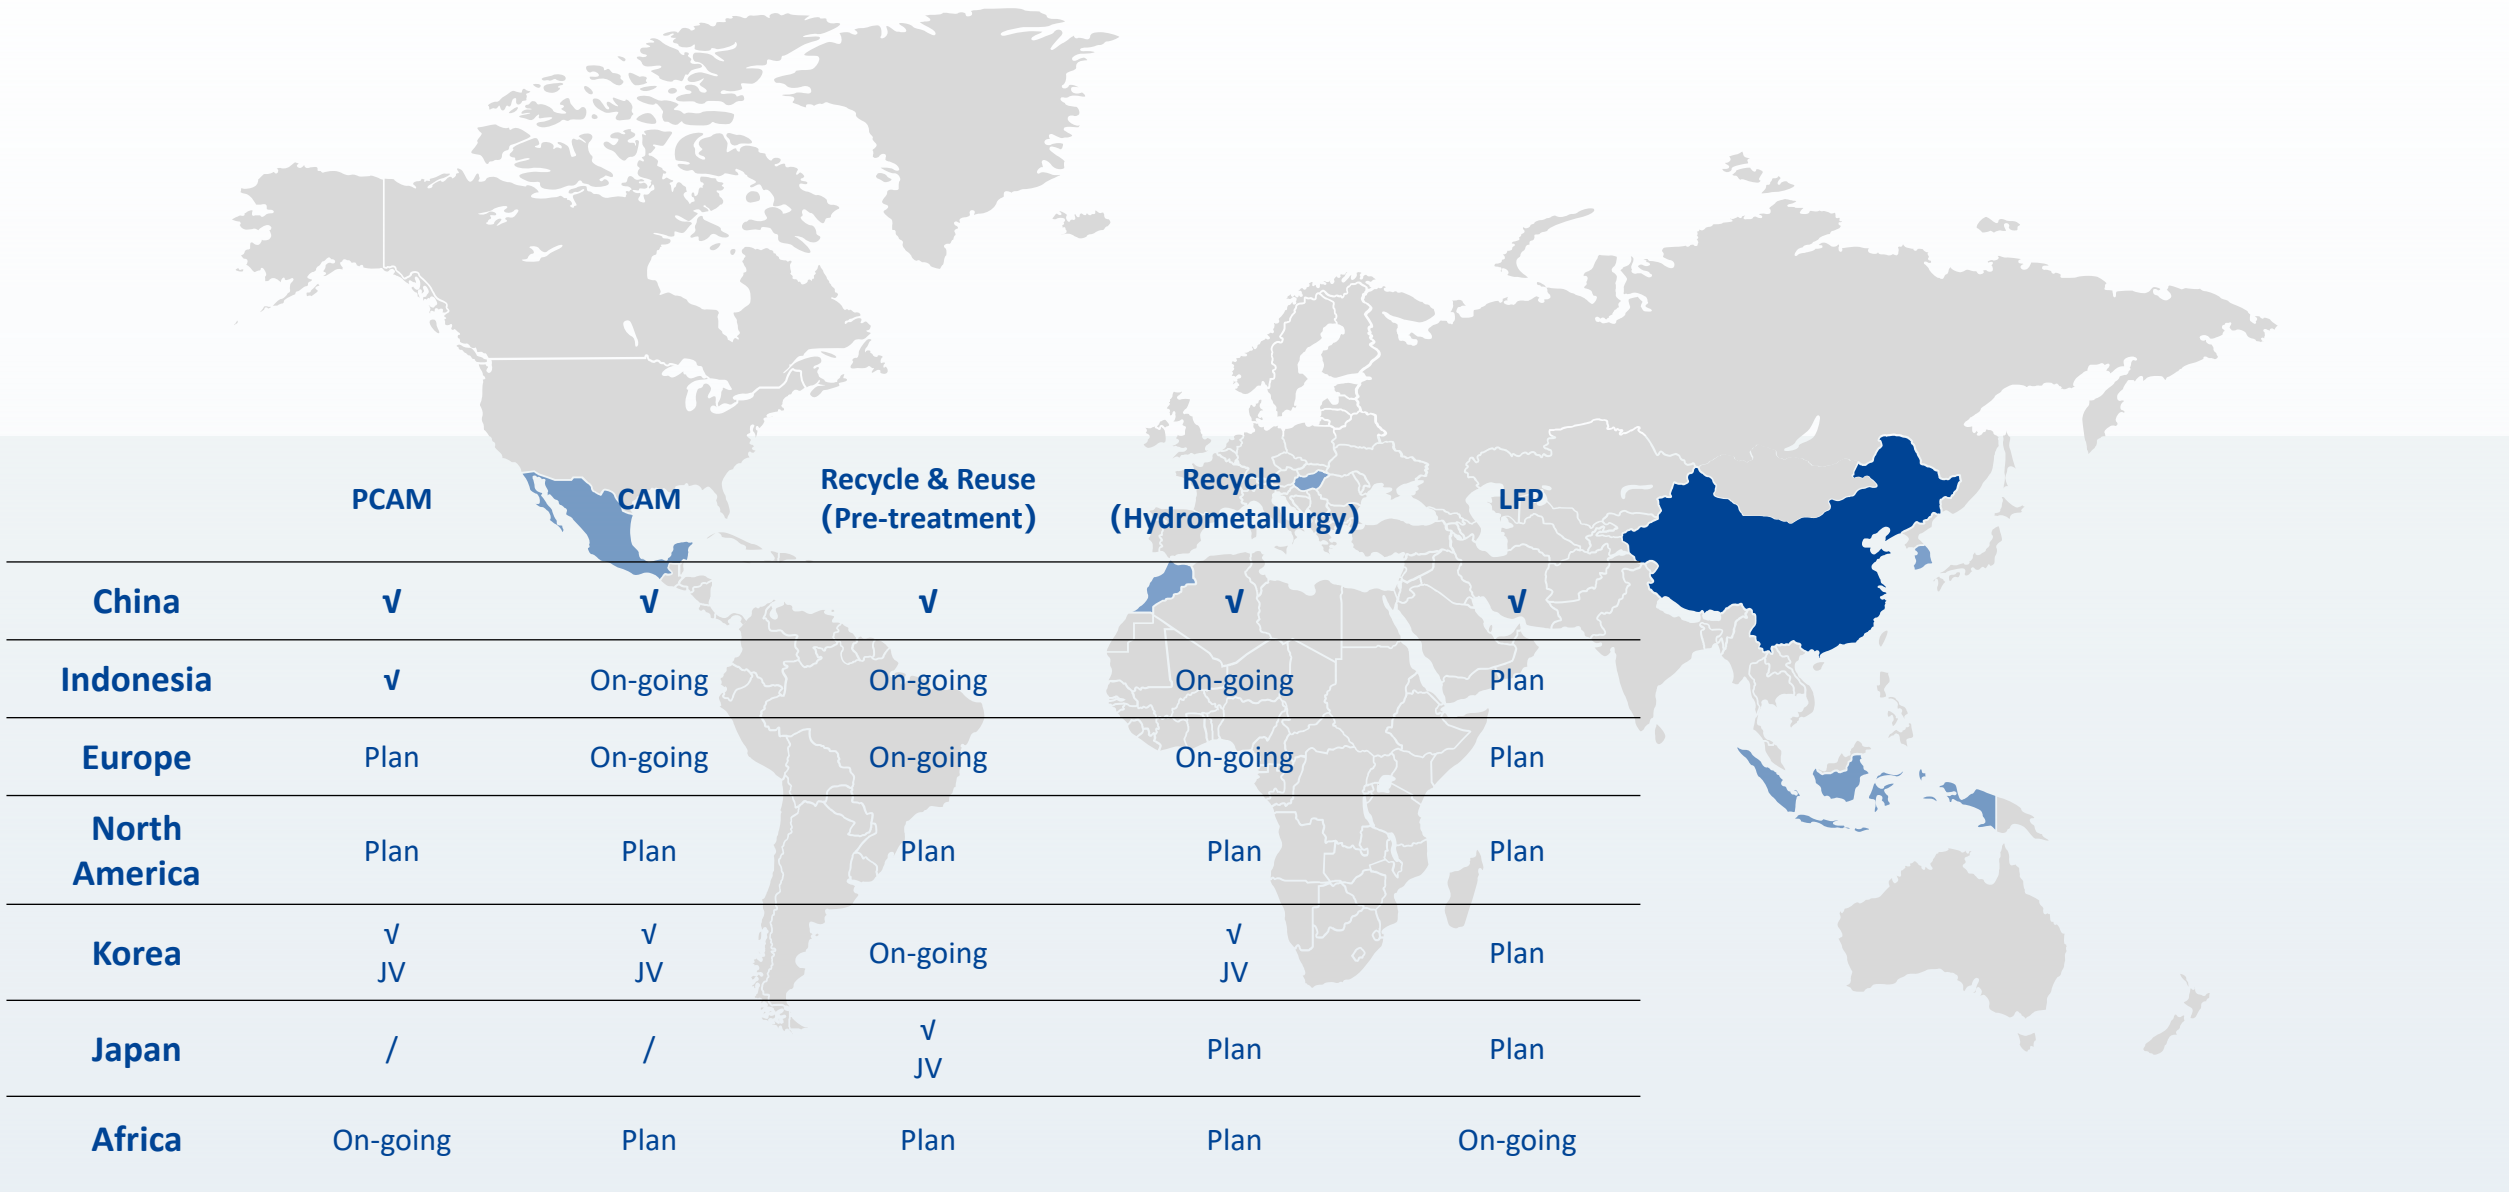 PCAM CAM Recycle & Reuse (Pre-treatment) Recycle (Hydrometallurgy) LFP
China √ √ √ √ √
Indonesia √ On-going On-going On-going Plan
Europe Plan On-going On-going On-going Plan
North America Plan Plan Plan Plan Plan
Korea √ JV √ JV On-going √ JV Plan
Japan / / √ JV Plan Plan
Africa On-going Plan Plan Plan On-going